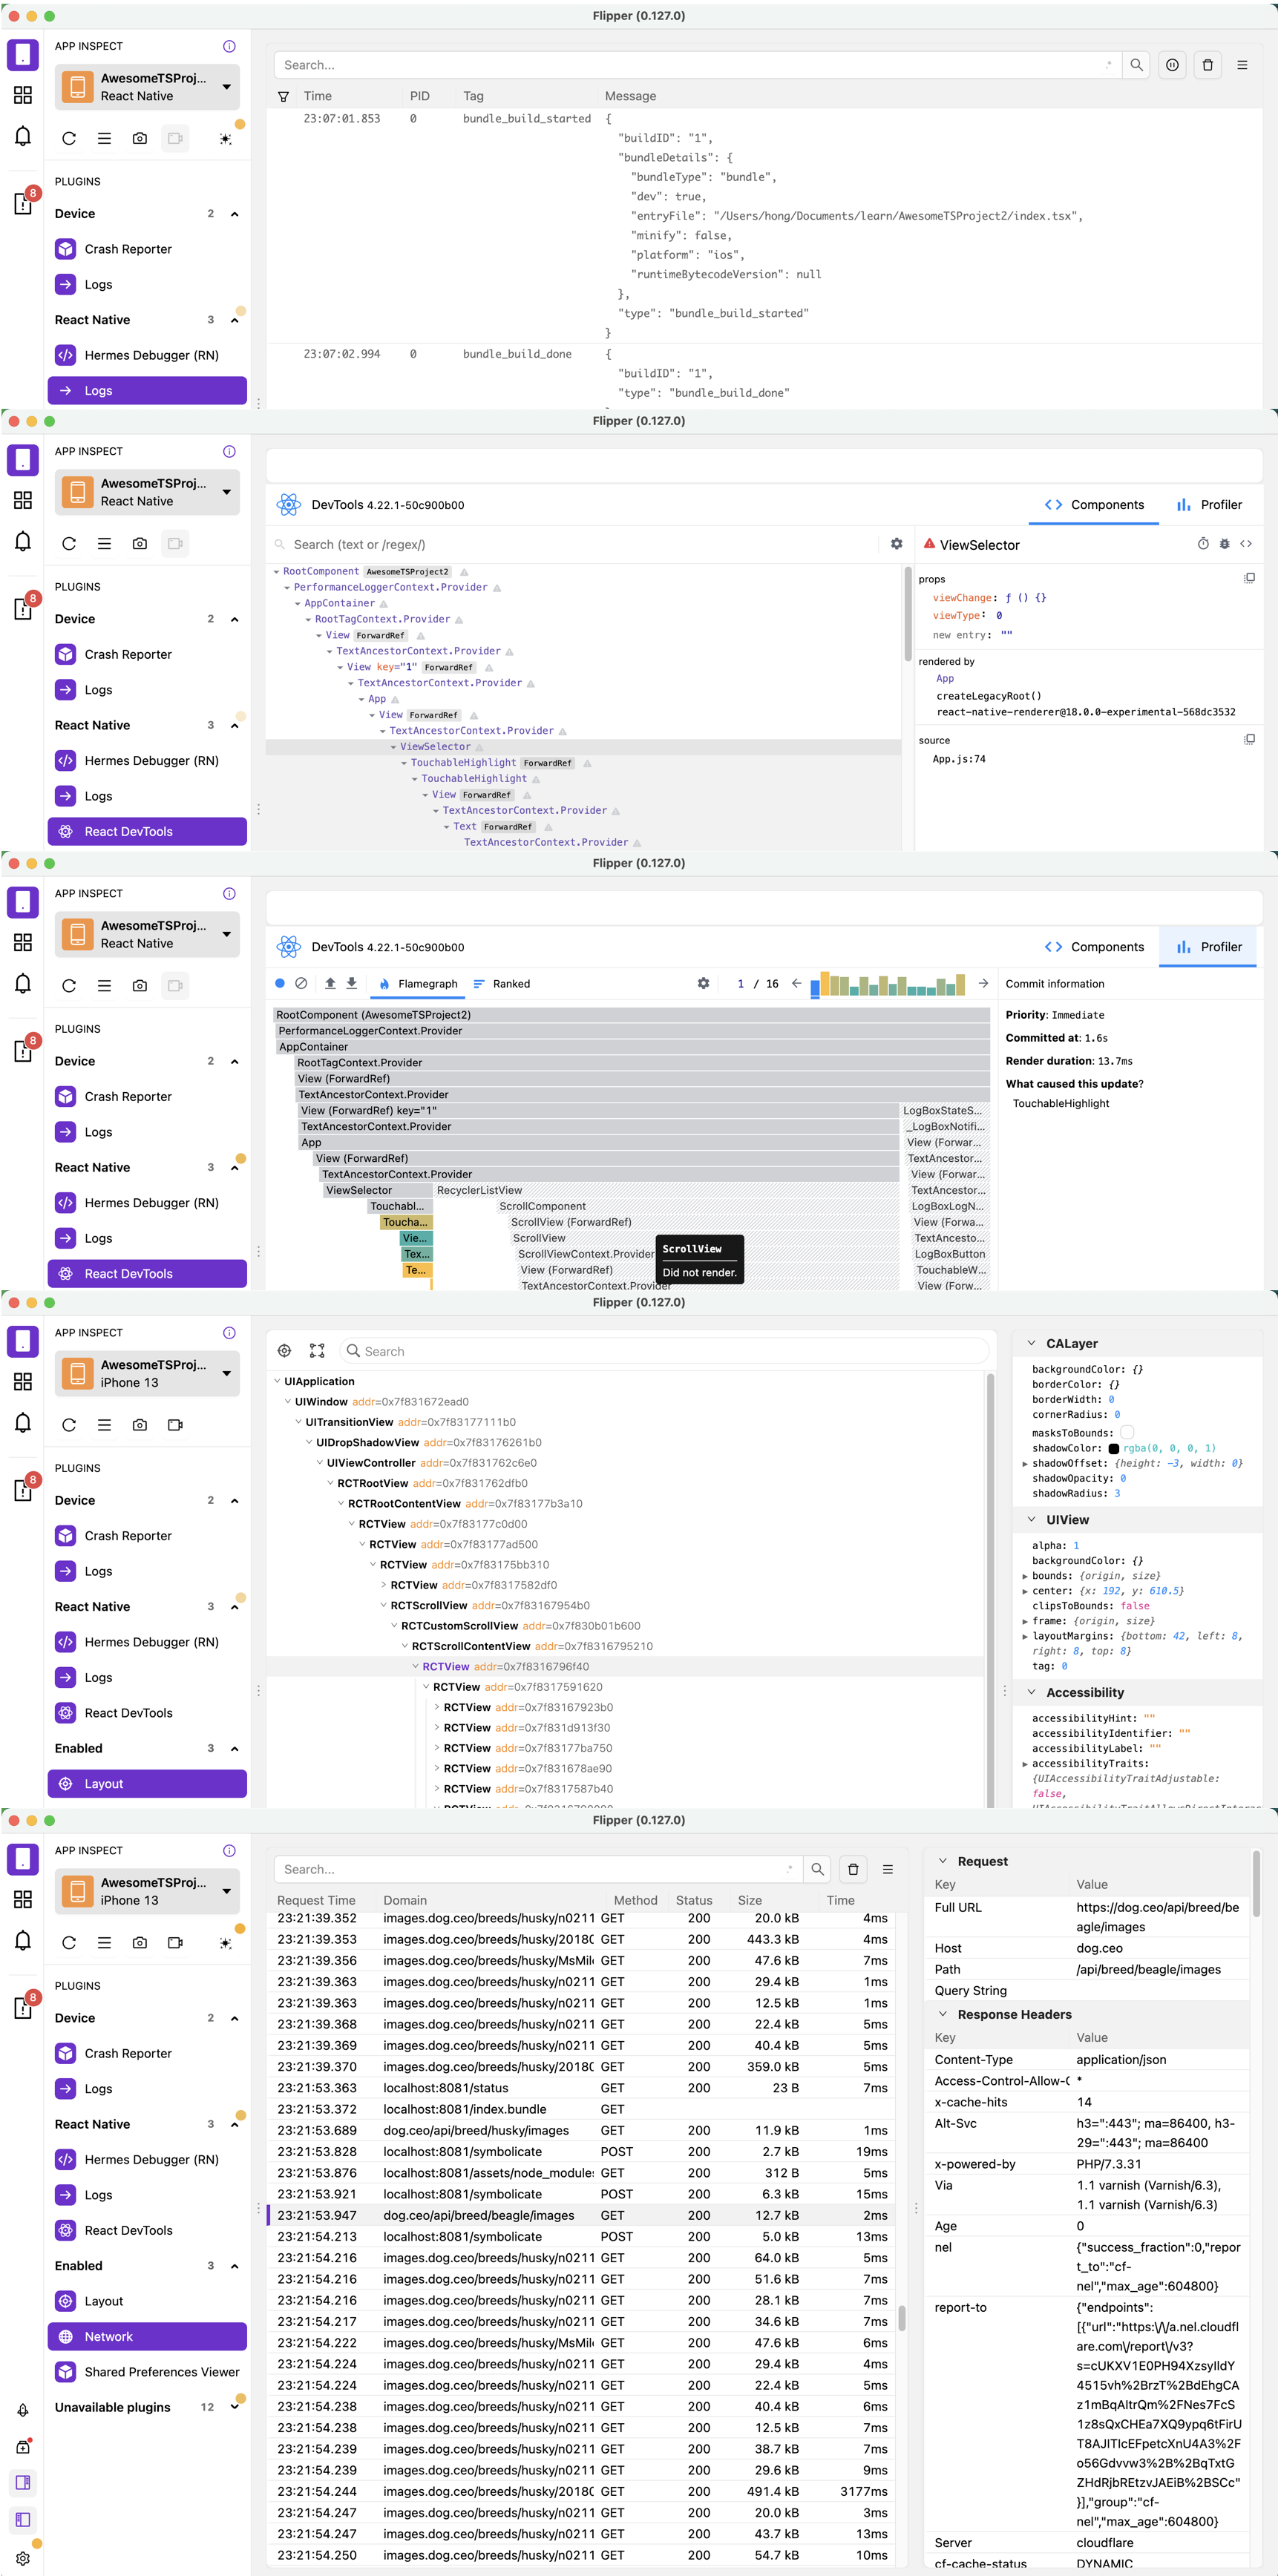 Flipper (0.127.0)
APP INSPECT
AwesomeTSProj...
React Native
PLUGINS
8
Device 2
Crash Reporter
Logs
React Native 3
Hermes Debugger (RN)
Logs
Search...
Time PID Tag Message
23:07:01.853 0 bundle_build_started {
"buildID": "1",
"bundleDetails": {
"bundleType": "bundle",
"dev": true,
"entryFile": "/Users/hong/Documents/learn/AwesomeTSProject2/index.tsx",
"minify": false,
"platform": "ios",
"runtimeBytecodeVersion": null
},
"type": "bundle_build_started"
}
23:07:02.994 0 bundle_build_done {
"buildID": "1",
"type": "bundle_build_done"
Flipper (0.127.0)
APP INSPECT
AwesomeTSProj...
React Native
PLUGINS
8
Device 2
Crash Reporter
Logs
React Native 3
Hermes Debugger (RN)
Logs
React DevTools
DevTools 4.22.1-50c900b00
Components
Profiler
Search (text or /regex/)
RootComponent AwesomeTSProject2
PerformanceLoggerContext.Provider
AppContainer
RootTagContext.Provider
View ForwardRef
TextAncestorContext.Provider
View key="1" ForwardRef
TextAncestorContext.Provider
App
View ForwardRef
TextAncestorContext.Provider
ViewSelector
TouchableHighlight ForwardRef
TouchableHighlight
View ForwardRef
TextAncestorContext.Provider
Text ForwardRef
TextAncestorContext.Provider
ViewSelector
props
viewChange: ƒ () {}
viewType: 0
new entry: ""
rendered by
App
createLegacyRoot()
react-native-renderer@18.0.0-experimental-568dc3532
source
App.js:74
Flipper (0.127.0)
APP INSPECT
AwesomeTSProj...
React Native
PLUGINS
8
Device 2
Crash Reporter
Logs
React Native 3
Hermes Debugger (RN)
Logs
React DevTools
DevTools 4.22.1-50c900b00
Components
Profiler
Flamegraph
Ranked
1 / 16
RootComponent (AwesomeTSProject2)
PerformanceLoggerContext.Provider
AppContainer
RootTagContext.Provider
View (ForwardRef)
TextAncestorContext.Provider
View (ForwardRef) key="1" LogBoxStateS...
TextAncestorContext.Provider _LogBoxNotifi...
App View (Forwar...
View (ForwardRef) TextAncestor...
TextAncestorContext.Provider View (Forwar...
ViewSelector RecyclerListView TextAncestor...
Touchabl... ScrollComponent LogBoxLogN...
Toucha... ScrollView (ForwardRef) View (Forwa...
Vie... ScrollView TextAncesto...
Tex... ScrollViewContext.Provider LogBoxButton
Te... View (ForwardRef) TouchableW...
TextAncestorContext.Provider View (Forw...
ScrollView
Did not render.
Commit information
Priority: Immediate
Committed at: 1.6s
Render duration: 13.7ms
What caused this update?
TouchableHighlight
Flipper (0.127.0)
APP INSPECT
AwesomeTSProj...
iPhone 13
PLUGINS
8
Device 2
Crash Reporter
Logs
React Native 3
Hermes Debugger (RN)
Logs
React DevTools
Enabled 3
Layout
Search
UIApplication
UIWindow addr=0x7f831672ead0
UITransitionView addr=0x7f83177111b0
UIDropShadowView addr=0x7f83176261b0
UIViewController addr=0x7f831762c6e0
RCTRootView addr=0x7f831762dfb0
RCTRootContentView addr=0x7f83177b3a10
RCTView addr=0x7f83177c0d00
RCTView addr=0x7f83177ad500
RCTView addr=0x7f83175bb310
RCTView addr=0x7f8317582df0
RCTScrollView addr=0x7f83167954b0
RCTCustomScrollView addr=0x7f830b01b600
RCTScrollContentView addr=0x7f8316795210
RCTView addr=0x7f8316796f40
RCTView addr=0x7f8317591620
RCTView addr=0x7f83167923b0
RCTView addr=0x7f831d913f30
RCTView addr=0x7f83177ba750
RCTView addr=0x7f831678ae90
RCTView addr=0x7f8317587b40
CALayer
backgroundColor: {}
borderColor: {}
borderWidth: 0
cornerRadius: 0
masksToBounds:
shadowColor: rgba(0, 0, 0, 1)
shadowOffset: {height: -3, width: 0}
shadowOpacity: 0
shadowRadius: 3
UIView
alpha: 1
backgroundColor: {}
bounds: {origin, size}
center: {x: 192, y: 610.5}
clipsToBounds: false
frame: {origin, size}
layoutMargins: {bottom: 42, left: 8,
right: 8, top: 8}
tag: 0
Accessibility
accessibilityHint: ""
accessibilityIdentifier: ""
accessibilityLabel: ""
accessibilityTraits:
{UIAccessibilityTraitAdjustable:
false,
Flipper (0.127.0)
APP INSPECT
AwesomeTSProj...
iPhone 13
PLUGINS
8
Device 2
Crash Reporter
Logs
React Native 3
Hermes Debugger (RN)
Logs
React DevTools
Enabled 3
Layout
Network
Shared Preferences Viewer
Unavailable plugins 12
Search...
Request Time Domain Method Status Size Time
23:21:39.352 images.dog.ceo/breeds/husky/n0211 GET 200 20.0 kB 4ms
23:21:39.353 images.dog.ceo/breeds/husky/2018( GET 200 443.3 kB 4ms
23:21:39.356 images.dog.ceo/breeds/husky/MsMil GET 200 47.6 kB 7ms
23:21:39.363 images.dog.ceo/breeds/husky/n0211 GET 200 29.4 kB 1ms
23:21:39.363 images.dog.ceo/breeds/husky/n0211 GET 200 12.5 kB 1ms
23:21:39.368 images.dog.ceo/breeds/husky/n0211 GET 200 22.4 kB 5ms
23:21:39.369 images.dog.ceo/breeds/husky/n0211 GET 200 40.4 kB 5ms
23:21:39.370 images.dog.ceo/breeds/husky/2018( GET 200 359.0 kB 5ms
23:21:53.363 localhost:8081/status GET 200 23 B 7ms
23:21:53.372 localhost:8081/index.bundle GET
23:21:53.689 dog.ceo/api/breed/husky/images GET 200 11.9 kB 1ms
23:21:53.828 localhost:8081/symbolicate POST 200 2.7 kB 19ms
23:21:53.876 localhost:8081/assets/node_module: GET 200 312 B 5ms
23:21:53.921 localhost:8081/symbolicate POST 200 6.3 kB 15ms
23:21:53.947 dog.ceo/api/breed/beagle/images GET 200 12.7 kB 2ms
23:21:54.213 localhost:8081/symbolicate POST 200 5.0 kB 13ms
23:21:54.216 images.dog.ceo/breeds/husky/n0211 GET 200 64.0 kB 5ms
23:21:54.216 images.dog.ceo/breeds/husky/n0211 GET 200 51.6 kB 7ms
23:21:54.216 images.dog.ceo/breeds/husky/n0211 GET 200 28.1 kB 7ms
23:21:54.217 images.dog.ceo/breeds/husky/n0211 GET 200 34.6 kB 7ms
23:21:54.222 images.dog.ceo/breeds/husky/MsMil GET 200 47.6 kB 6ms
23:21:54.224 images.dog.ceo/breeds/husky/n0211 GET 200 29.4 kB 4ms
23:21:54.224 images.dog.ceo/breeds/husky/n0211 GET 200 22.4 kB 5ms
23:21:54.238 images.dog.ceo/breeds/husky/n0211 GET 200 40.4 kB 6ms
23:21:54.238 images.dog.ceo/breeds/husky/n0211 GET 200 12.5 kB 7ms
23:21:54.239 images.dog.ceo/breeds/husky/n0211 GET 200 38.7 kB 7ms
23:21:54.239 images.dog.ceo/breeds/husky/n0211 GET 200 29.6 kB 9ms
23:21:54.244 images.dog.ceo/breeds/husky/2018( GET 200 491.4 kB 3177ms
23:21:54.247 images.dog.ceo/breeds/husky/n0211 GET 200 20.0 kB 3ms
23:21:54.247 images.dog.ceo/breeds/husky/n0211 GET 200 43.7 kB 13ms
23:21:54.250 images.dog.ceo/breeds/husky/n0211 GET 200 54.7 kB 10ms
Request
Key Value
Full URL https://dog.ceo/api/breed/be
agle/images
Host dog.ceo
Path /api/breed/beagle/images
Query String
Response Headers
Key Value
Content-Type application/json
Access-Control-Allow-( *
x-cache-hits 14
Alt-Svc h3=":443"; ma=86400, h3-
29=":443"; ma=86400
x-powered-by PHP/7.3.31
Via 1.1 varnish (Varnish/6.3),
1.1 varnish (Varnish/6.3)
Age 0
nel {"success_fraction":0,"repor
t_to":"cf-
nel","max_age":604800}
report-to {"endpoints":
[{"url":"https:\/\/a.nel.cloudfl
are.com\/report\/v3?
s=cUKXV1E0PH94XzsylldY
4515vh%2BrzT%2BdEhgCA
z1mBqAltrQm%2FNes7FcS
1z8sQxCHEa7XQ9ypq6tFirU
T8AJITlcEFpetcXnU4A3%2F
o56Gdvvw3%2B%2BqTxtG
ZHdRjbREtzvJAEiB%2BSCc"
}],"group":"cf-
nel","max_age":604800}
Server cloudflare
cf-cache-status DYNAMIC